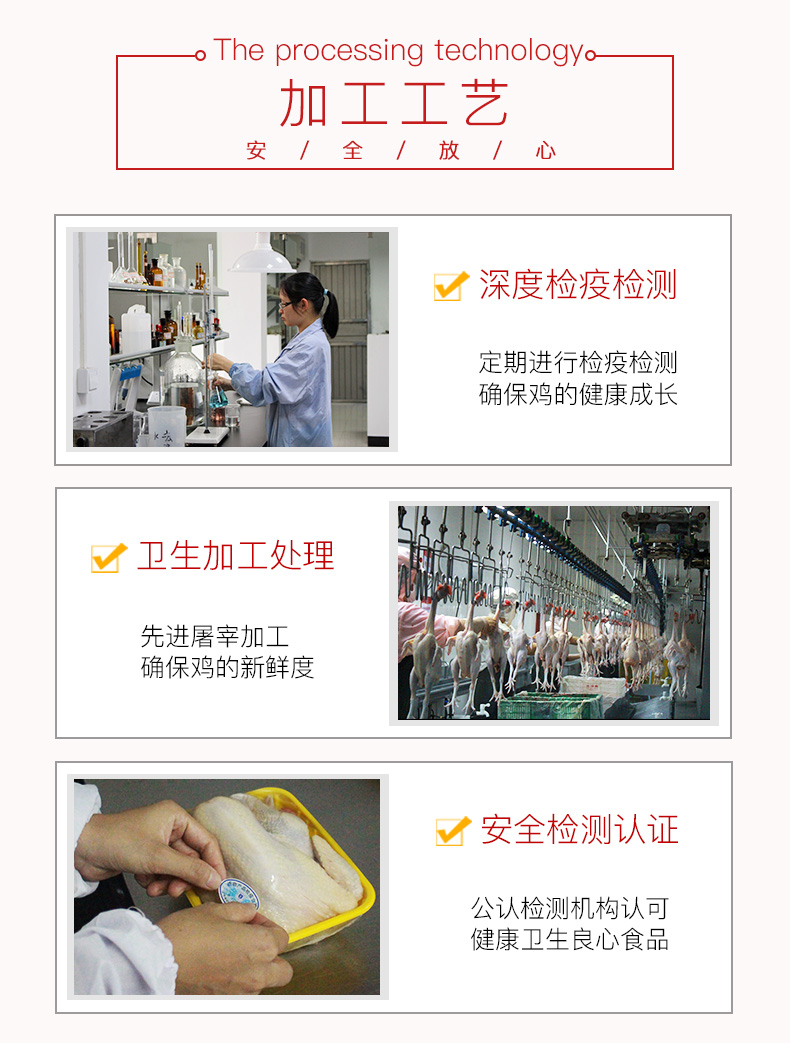 The processing technology
加工工艺
安 / 全 / 放 / 心
深度检疫检测
定期进行检疫检测
确保鸡的健康成长
卫生加工处理
先进屠宰加工
确保鸡的新鲜度
安全检测认证
公认检测机构认可
健康卫生良心食品